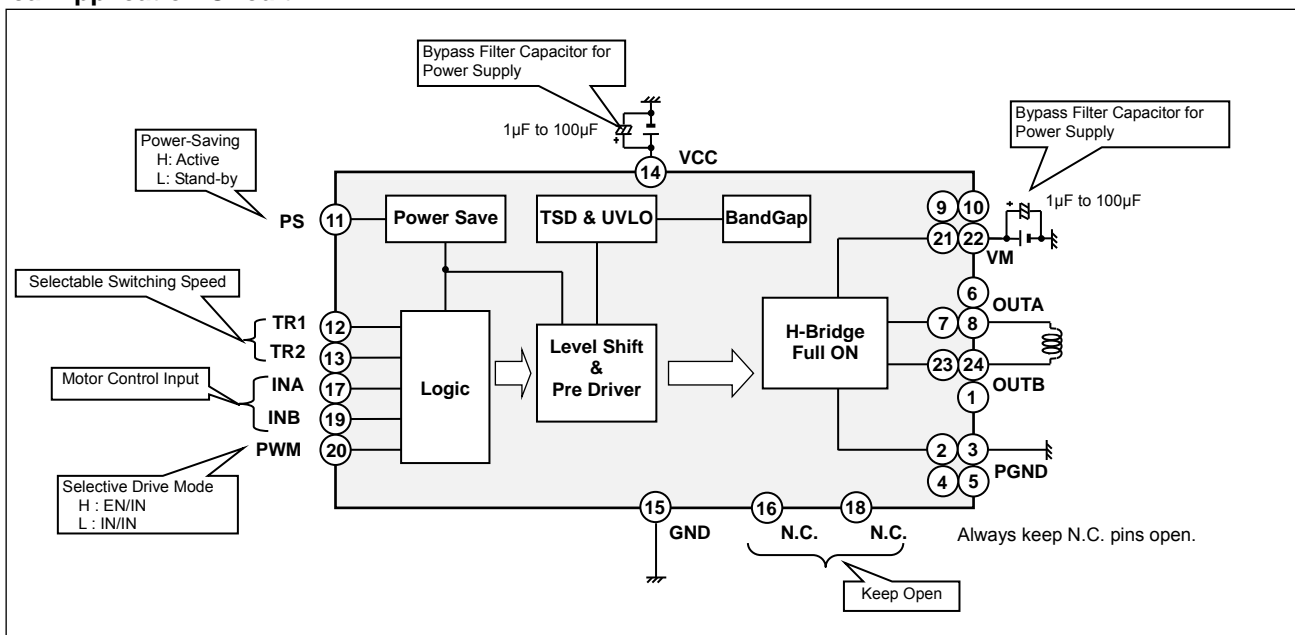 Bypass Filter Capacitor for
Power Supply
1µF to 100µF
Bypass Filter Capacitor for
Power Supply
1µF to 100µF
Power-Saving
H: Active
L: Stand-by
14 VCC
PS 11
Power Save
TSD & UVLO
BandGap
9 10
21 22
VM
Selectable Switching Speed
6
OUTA
TR1 12
7 8
TR2 13
H-Bridge
Full ON
Level Shift
&
Pre Driver
Logic
23 24
OUTB
Motor Control Input
INA 17
INB 19
1
PWM 20
2 3
PGND
4 5
Selective Drive Mode
H : EN/IN
L : IN/IN
15 GND
16 N.C.
18 N.C.
Always keep N.C. pins open.
Keep Open